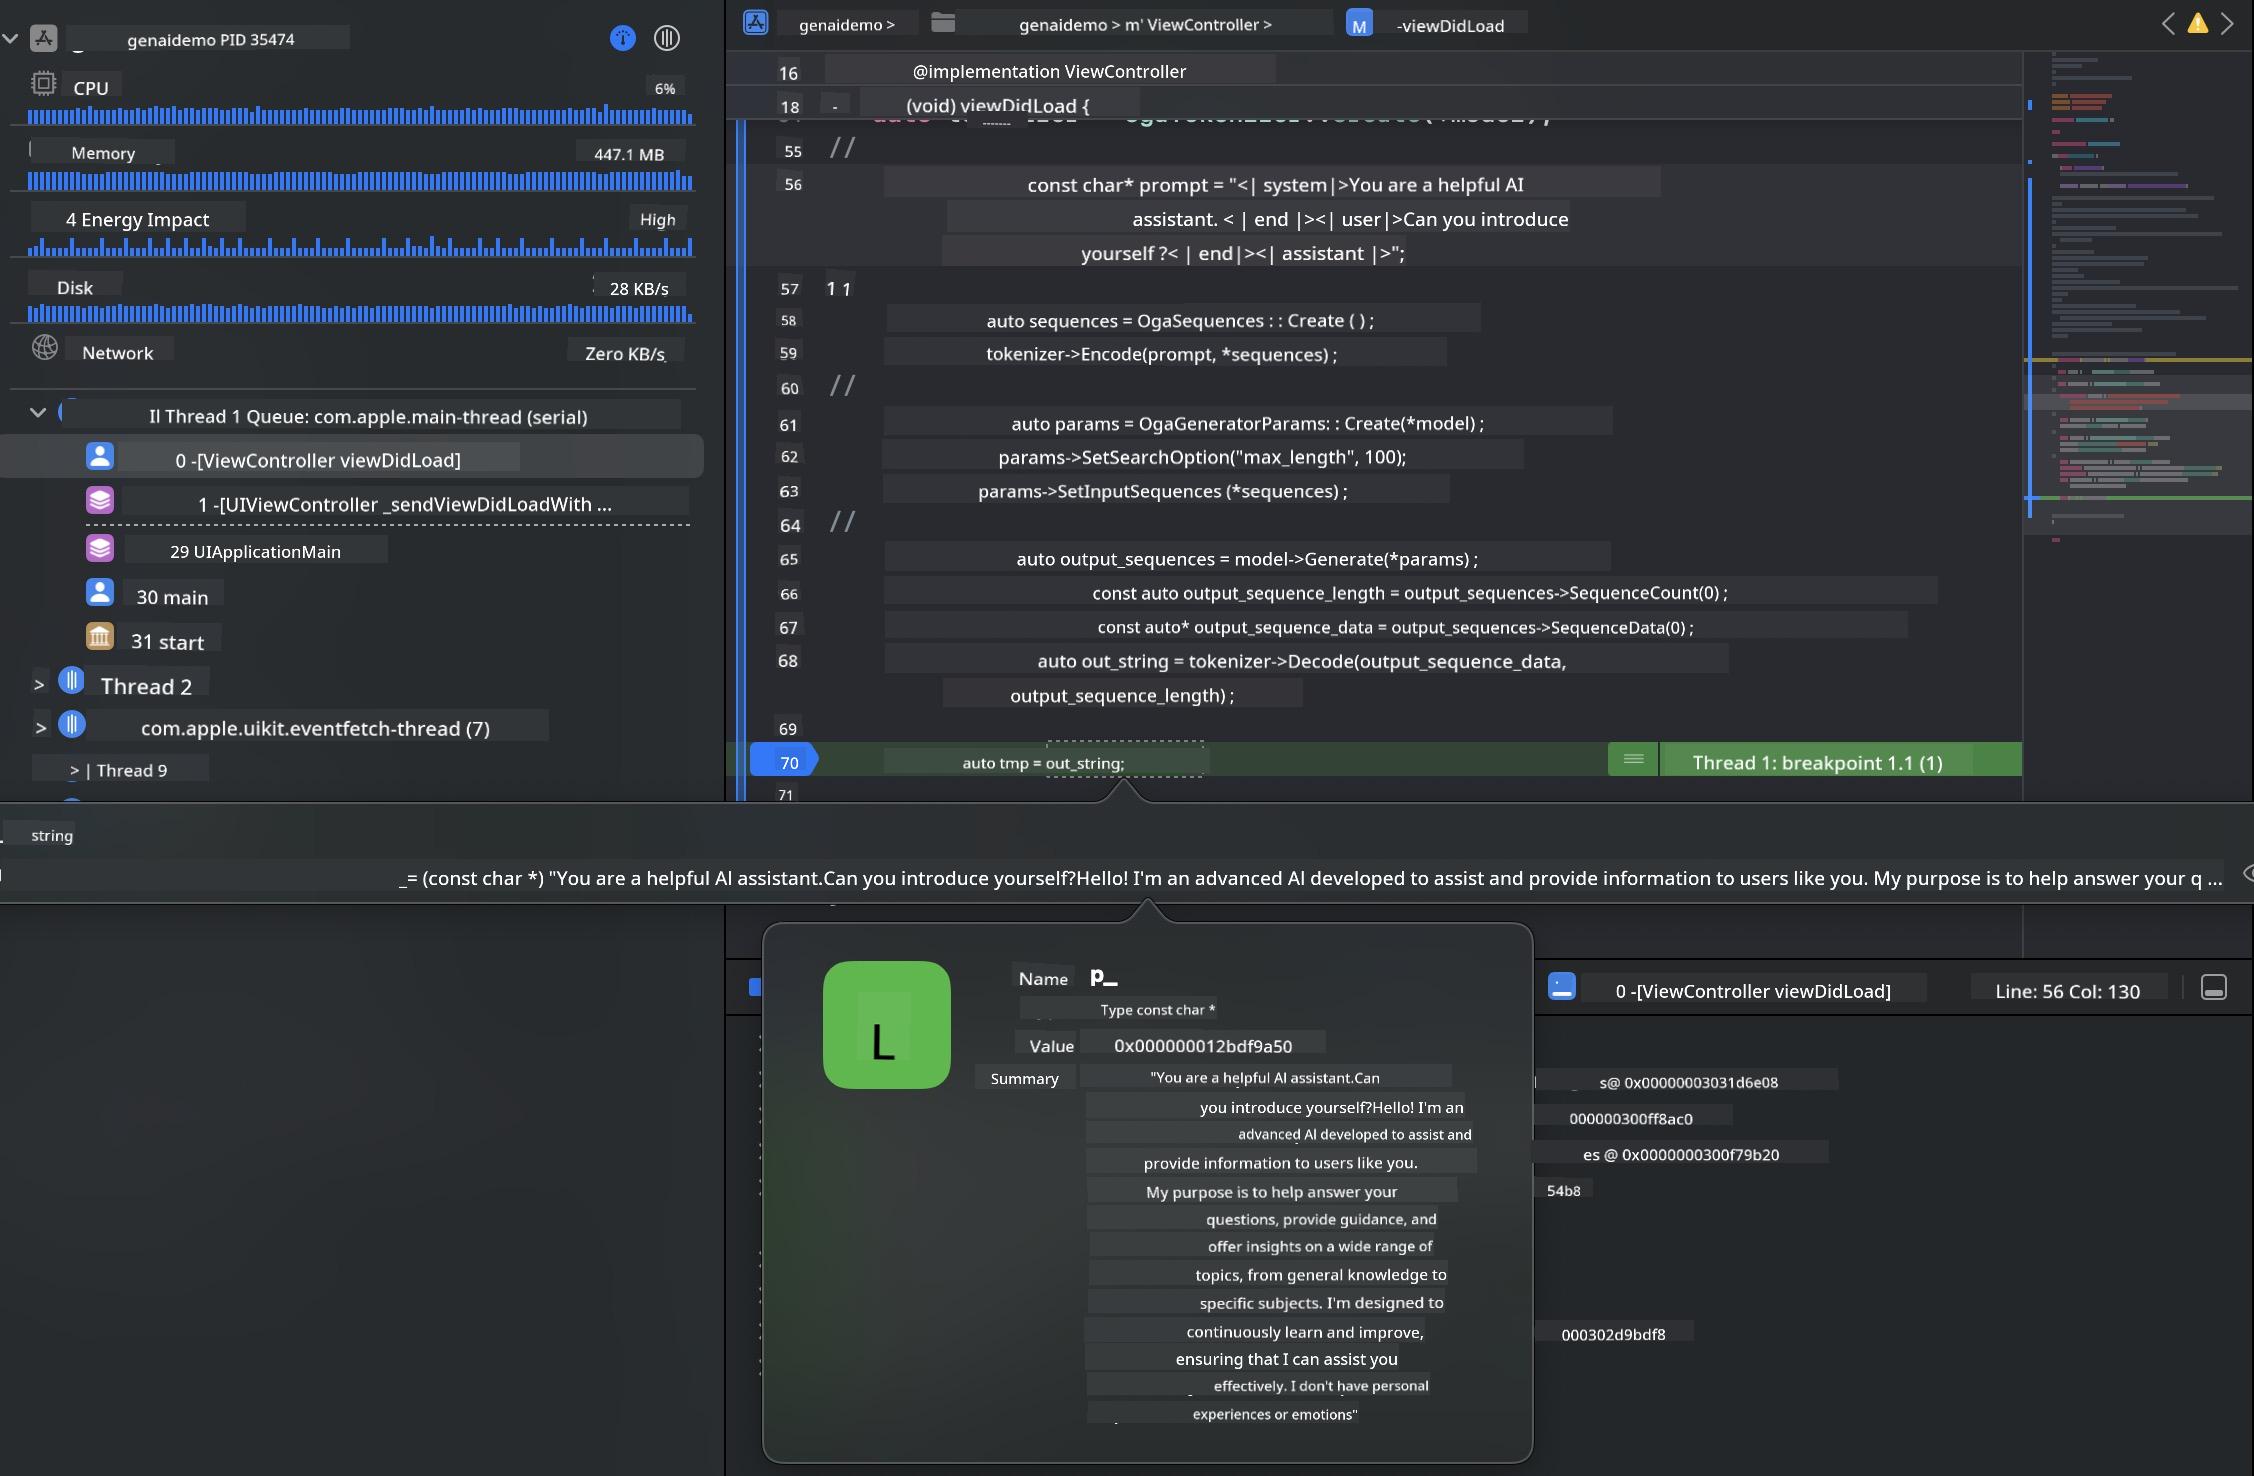 genaidemo PID 35474
CPU
6%
Memory
447.1 MB
4 Energy Impact
High
Disk
28 KB/s
Network
Zero KB/s
Il Thread 1 Queue: com.apple.main-thread (serial)
0 -[ViewController viewDidLoad]
1 -[UIViewController _sendViewDidLoadWith ...
29 UIApplicationMain
30 main
31 start
> Thread 2
> com.apple.uikit.eventfetch-thread (7)
> | Thread 9
genaidemo >
genaidemo > m' ViewController >
M -viewDidLoad
16 @implementation ViewController
18 - (void) viewDidLoad {
55 //
56 const char* prompt = "<| system|>You are a helpful AI
assistant. < | end |><| user|>Can you introduce
yourself ?< | end|><| assistant |>";
57 1 1
58 auto sequences = OgaSequences : : Create ( ) ;
59 tokenizer->Encode(prompt, *sequences) ;
60 //
61 auto params = OgaGeneratorParams: : Create(*model) ;
62 params->SetSearchOption("max_length", 100);
63 params->SetInputSequences (*sequences) ;
64 //
65 auto output_sequences = model->Generate(*params) ;
66 const auto output_sequence_length = output_sequences->SequenceCount(0) ;
67 const auto* output_sequence_data = output_sequences->SequenceData(0) ;
68 auto out_string = tokenizer->Decode(output_sequence_data,
output_sequence_length) ;
69
70 auto tmp = out_string;
Thread 1: breakpoint 1.1 (1)
71
string
_= (const char *) "You are a helpful AI assistant.Can you introduce yourself?Hello! I'm an advanced AI developed to assist and provide information to users like you. My purpose is to help answer your q ...
L
Name p_
Type const char *
Value 0x000000012bdf9a50
Summary "You are a helpful AI assistant.Can
you introduce yourself?Hello! I'm an
advanced AI developed to assist and
provide information to users like you.
My purpose is to help answer your
questions, provide guidance, and
offer insights on a wide range of
topics, from general knowledge to
specific subjects. I'm designed to
continuously learn and improve,
ensuring that I can assist you
effectively. I don't have personal
experiences or emotions"
0 -[ViewController viewDidLoad]
Line: 56 Col: 130
s@ 0x00000003031d6e08
000000300ff8ac0
es @ 0x0000000300f79b20
54b8
000302d9bdf8